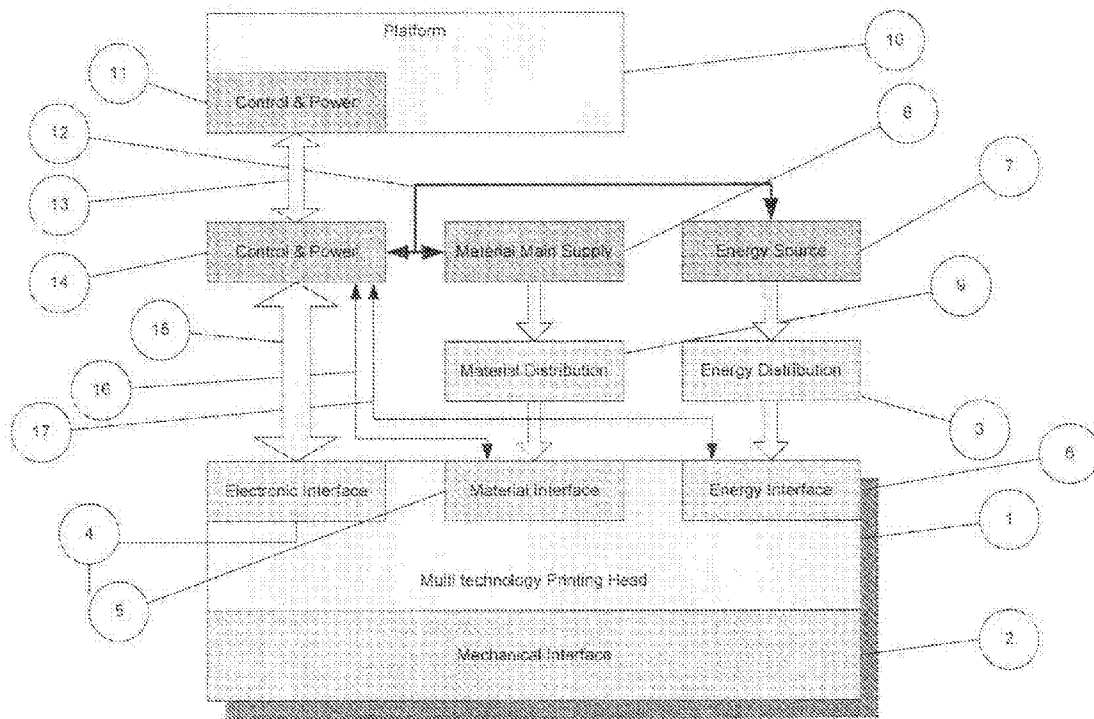 Platform
10
11
Control & Power
8
12
7
13
Control & Power
Material Main Supply
Energy Source
14
9
15
Material Distribution
Energy Distribution
16
3
17
6
Electronic Interface
Material Interface
Energy Interface
1
4
Multi technology Printing Head
5
Mechanical Interface
2